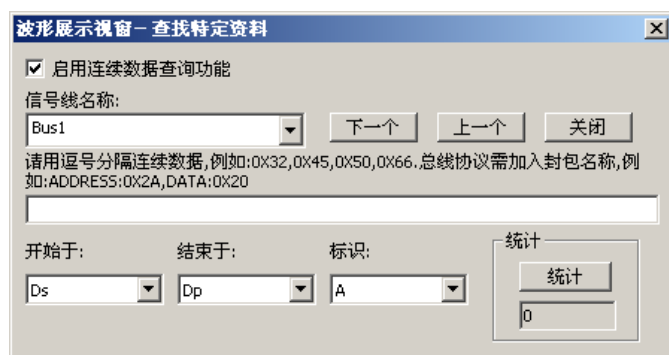 波形展示視窗－查找特定资料
启用连续数据查询功能
信号线名称:
Bus1 下一个 上一个 关闭
请用逗号分隔连续数据,例如:0X32,0X45,0X50,0X66.总线协议需加入封包名称,例
如:ADDRESS:0X2A,DATA:0X20
开始于: 结束于: 标识: 统计
Ds Dp A 统计
0